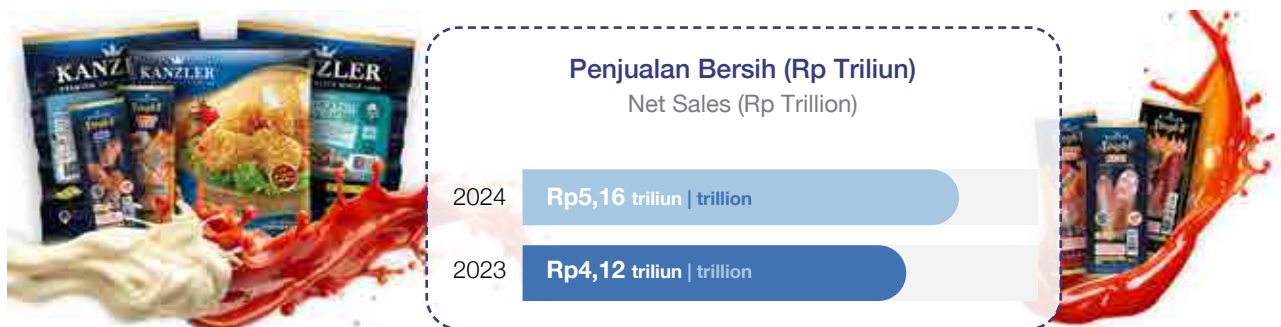 KANZLER
ZLER
Penjualan Bersih (Rp Triliun)
Net Sales (Rp Trillion)
2024 Rp5,16 triliun | trillion
2023 Rp4,12 triliun | trillion